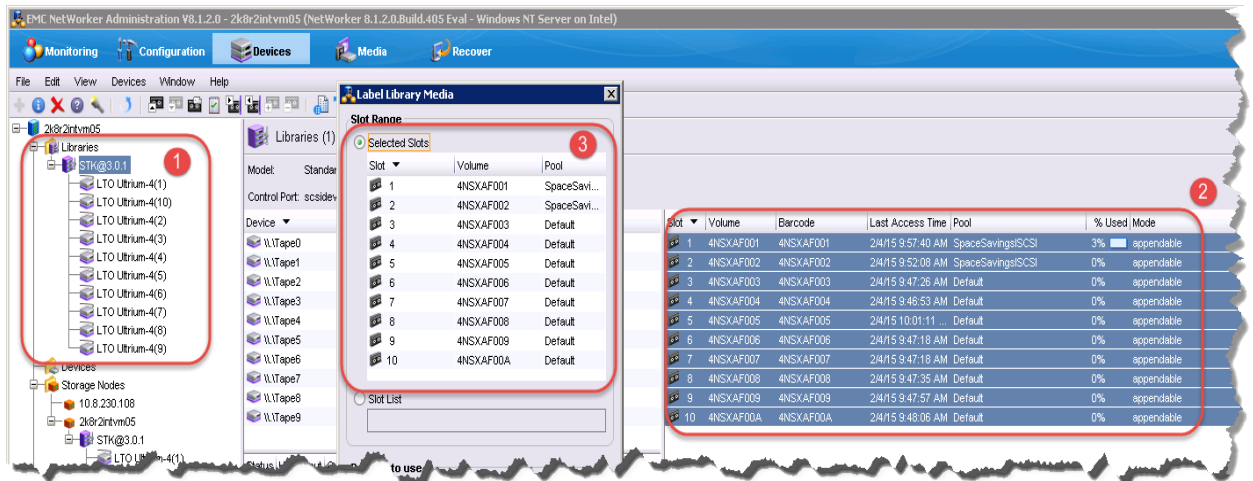 EMC NetWorker Administration V8.1.2.0 - 2k8r2intvm05 (NetWorker 8.1.2.0.Build.405 Eval - Windows NT Server on Intel)
Monitoring Configuration Devices Media Recover
File Edit View Devices Window Help
2k8r2intvm05
Libraries
STK@3.0.1
1
LTO Ultrium-4(1)
LTO Ultrium-4(10)
LTO Ultrium-4(2)
LTO Ultrium-4(3)
LTO Ultrium-4(4)
LTO Ultrium-4(5)
LTO Ultrium-4(6)
LTO Ultrium-4(7)
LTO Ultrium-4(8)
LTO Ultrium-4(9)
Devices
Storage Nodes
10.8.230.108
2k8r2intvm05
STK@3.0.1
Libraries (1)
Model: Standar
Control Port: scsidev
Device
\\.\Tape0
\\.\Tape1
\\.\Tape2
\\.\Tape3
\\.\Tape4
\\.\Tape5
\\.\Tape6
\\.\Tape7
\\.\Tape8
\\.\Tape9
Label Library Media
Slot Range
Selected Slots
3
Slot Volume Pool
1 4NSXAF001 SpaceSavi...
2 4NSXAF002 SpaceSavi...
3 4NSXAF003 Default
4 4NSXAF004 Default
5 4NSXAF005 Default
6 4NSXAF006 Default
7 4NSXAF007 Default
8 4NSXAF008 Default
9 4NSXAF009 Default
10 4NSXAF00A Default
Slot List
to use
2
Slot Volume Barcode Last Access Time Pool % Used Mode
1 4NSXAF001 4NSXAF001 2/4/15 9:57:40 AM SpaceSavingsISCSI 3% appendable
2 4NSXAF002 4NSXAF002 2/4/15 9:52:08 AM SpaceSavingsISCSI 0% appendable
3 4NSXAF003 4NSXAF003 2/4/15 9:47:26 AM Default 0% appendable
4 4NSXAF004 4NSXAF004 2/4/15 9:46:53 AM Default 0% appendable
5 4NSXAF005 4NSXAF005 2/4/15 10:01:11 ... Default 0% appendable
6 4NSXAF006 4NSXAF006 2/4/15 9:47:18 AM Default 0% appendable
7 4NSXAF007 4NSXAF007 2/4/15 9:47:18 AM Default 0% appendable
8 4NSXAF008 4NSXAF008 2/4/15 9:47:35 AM Default 0% appendable
9 4NSXAF009 4NSXAF009 2/4/15 9:47:57 AM Default 0% appendable
10 4NSXAF00A 4NSXAF00A 2/4/15 9:48:06 AM Default 0% appendable